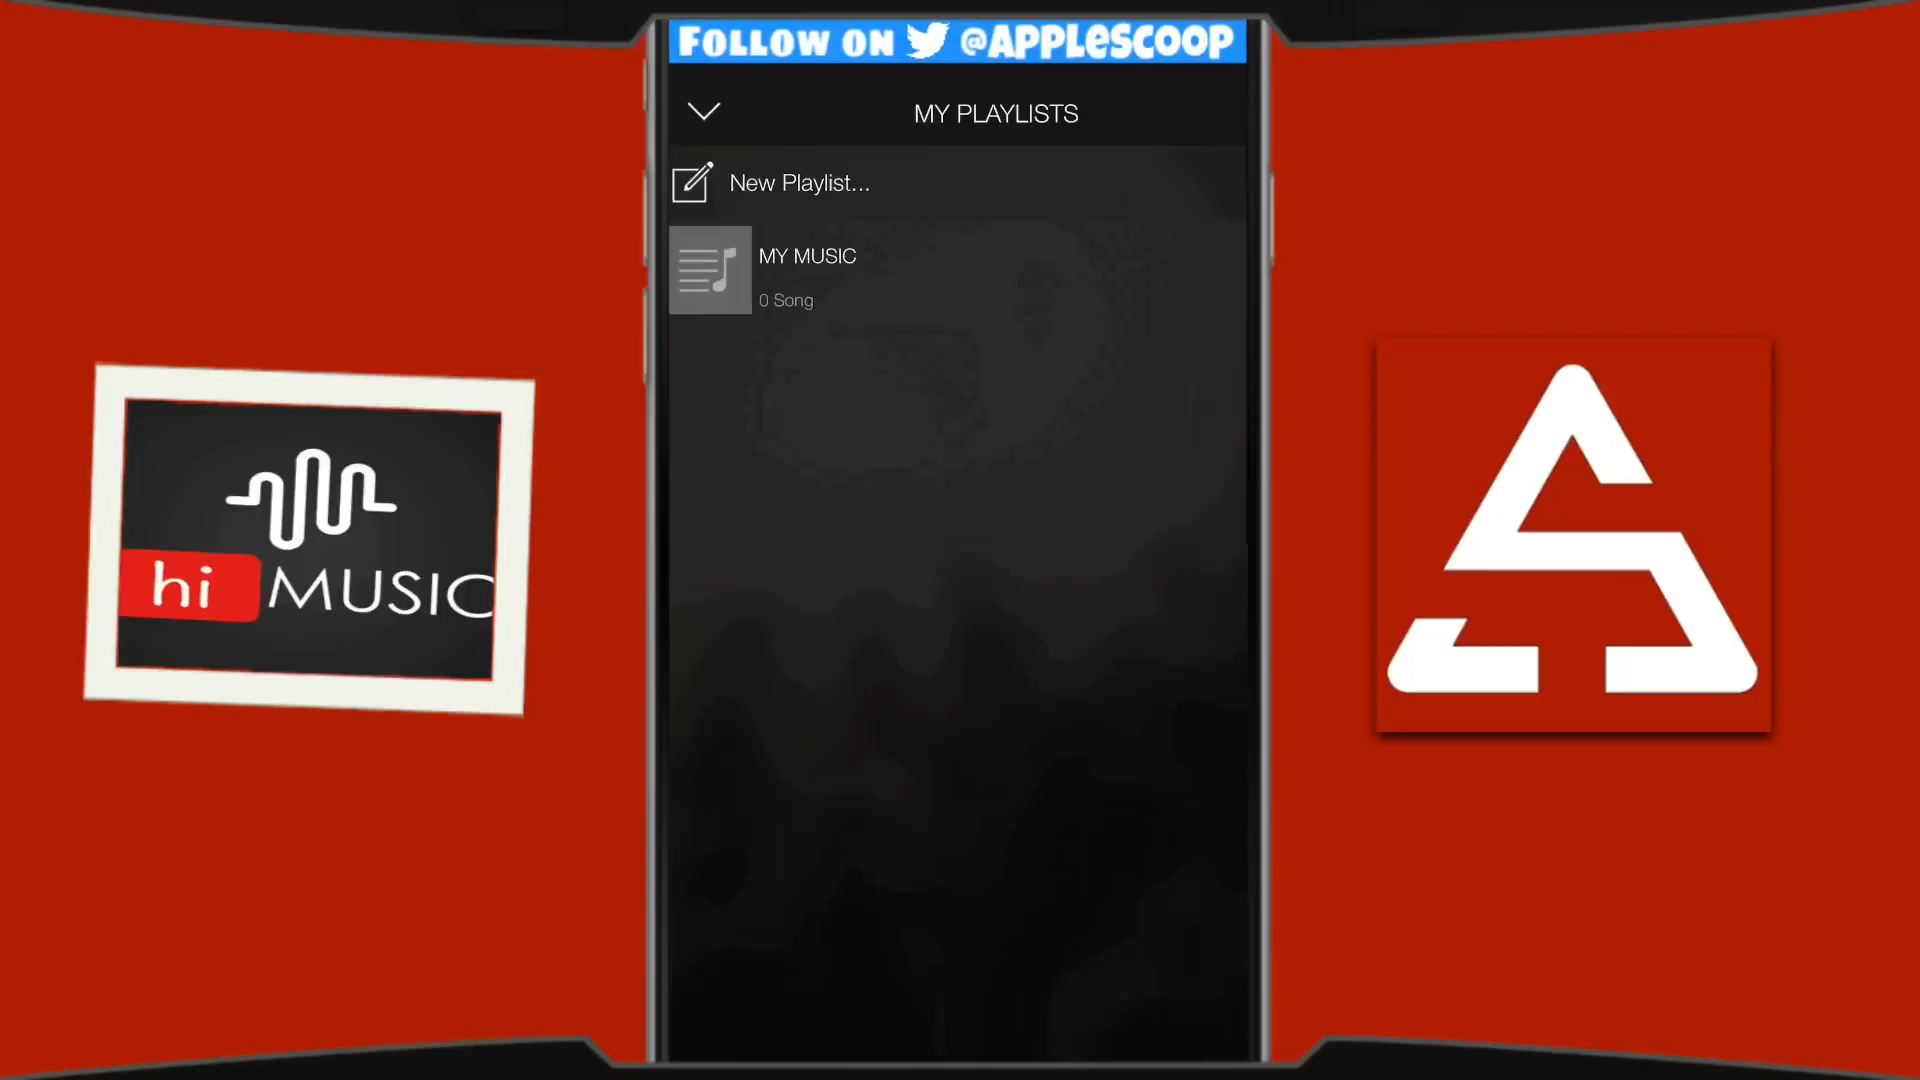 FOLLOW ON @APPLESCOOP
MY PLAYLISTS
New Playlist...
MY MUSIC
0 Song
hi MUSIC